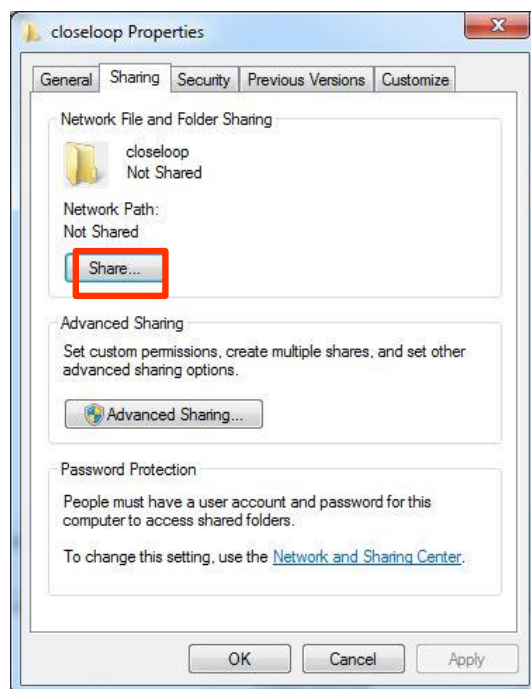 closeloop Properties
General
Sharing
Security
Previous Versions
Customize
Network File and Folder Sharing
closeloop
Not Shared
Network Path:
Not Shared
Share...
Advanced Sharing
Set custom permissions, create multiple shares, and set other
advanced sharing options.
Advanced Sharing...
Password Protection
People must have a user account and password for this
computer to access shared folders.
To change this setting, use the Network and Sharing Center.
OK
Cancel
Apply